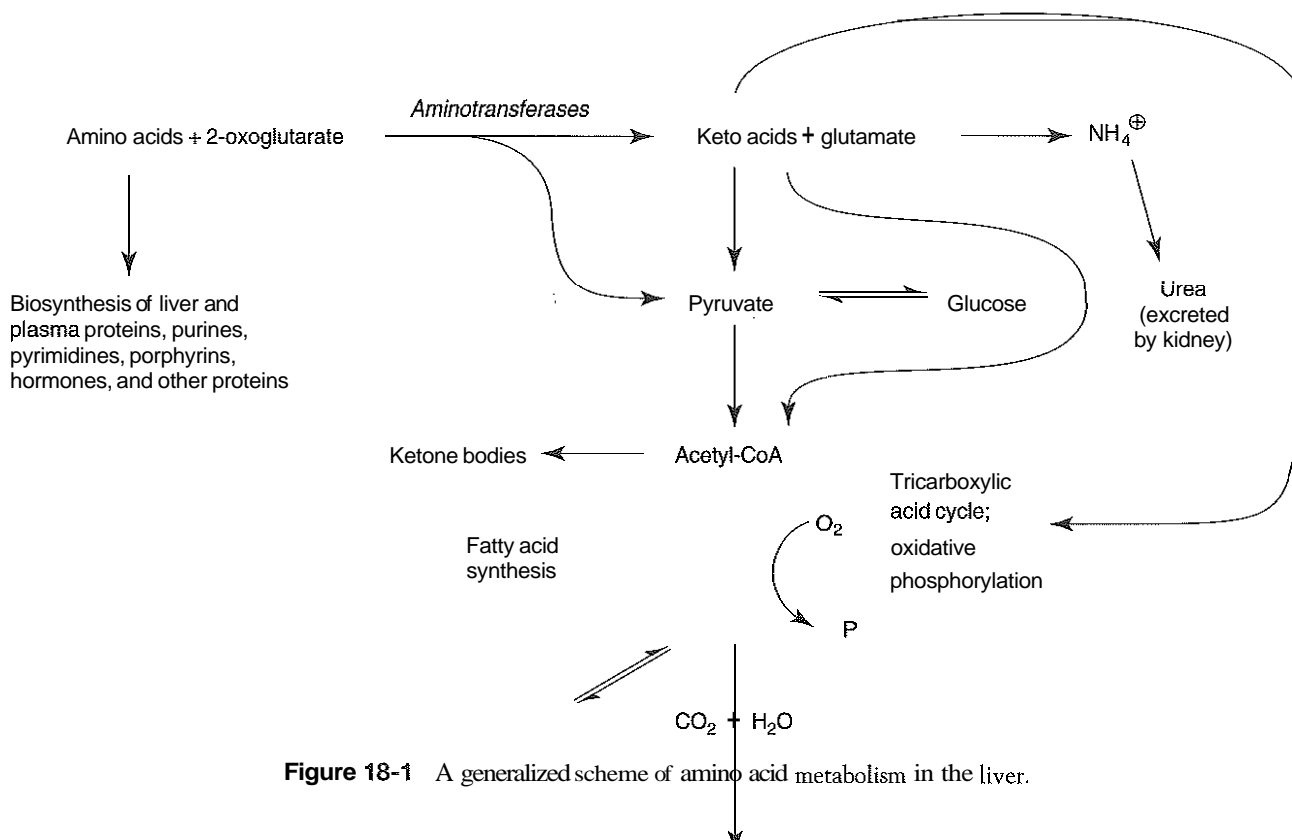 Aminotransferases
Amino acids + 2-oxoglutarate
Keto acids + glutamate
NH₄⊕
Biosynthesis of liver and
plasma proteins, purines,
pyrimidines, porphyrins,
hormones, and other proteins
Pyruvate
Glucose
Urea
(excreted
by kidney)
Ketone bodies
Acetyl-CoA
Tricarboxylic
acid cycle;
oxidative
phosphorylation
O₂
Fatty acid
synthesis
P
CO₂ + H₂O
Figure 18-1 A generalized scheme of amino acid metabolism in the liver.